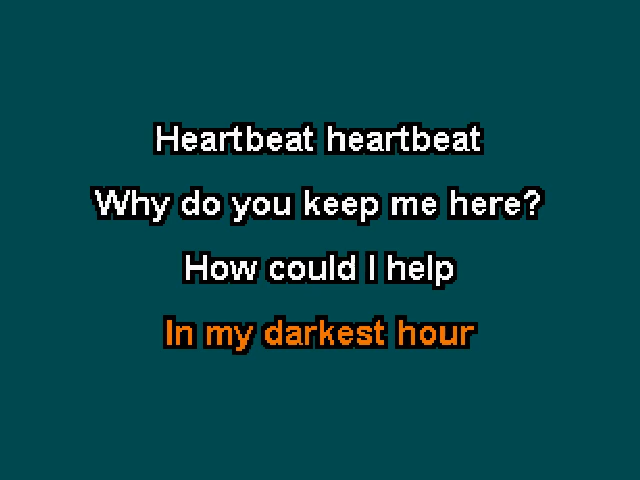 Heartbeat heartbeat
Why do you keep me here?
How could I help
In my darkest hour